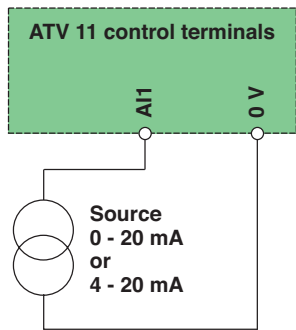 ATV 11 control terminals
AI1
0 V
Source
0 - 20 mA
or
4 - 20 mA